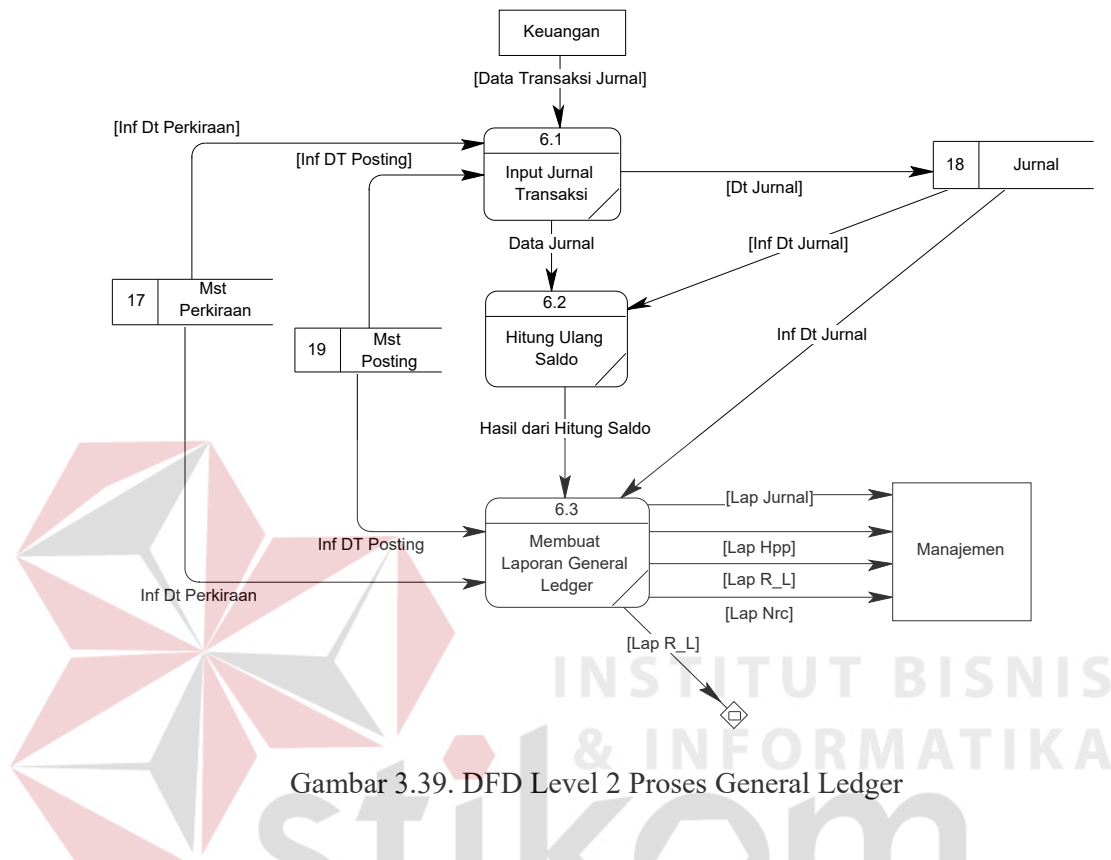 Keuangan
[Data Transaksi Jurnal]
[Inf Dt Perkiraan]
[Inf DT Posting]
6.1
Input Jurnal
Transaksi
[Dt Jurnal]
18
Jurnal
Data Jurnal
[Inf Dt Jurnal]
17
Mst
Perkiraan
6.2
Hitung Ulang
Saldo
Inf Dt Jurnal
19
Mst
Posting
Hasil dari Hitung Saldo
6.3
Membuat
Laporan General
Ledger
[Lap Jurnal]
[Lap Hpp]
[Lap R_L]
[Lap Nrc]
Manajemen
Inf DT Posting
Inf Dt Perkiraan
[Lap R_L]
INSTITUT BISNIS
& INFORMATIKA
Gambar 3.39. DFD Level 2 Proses General Ledger
stikom